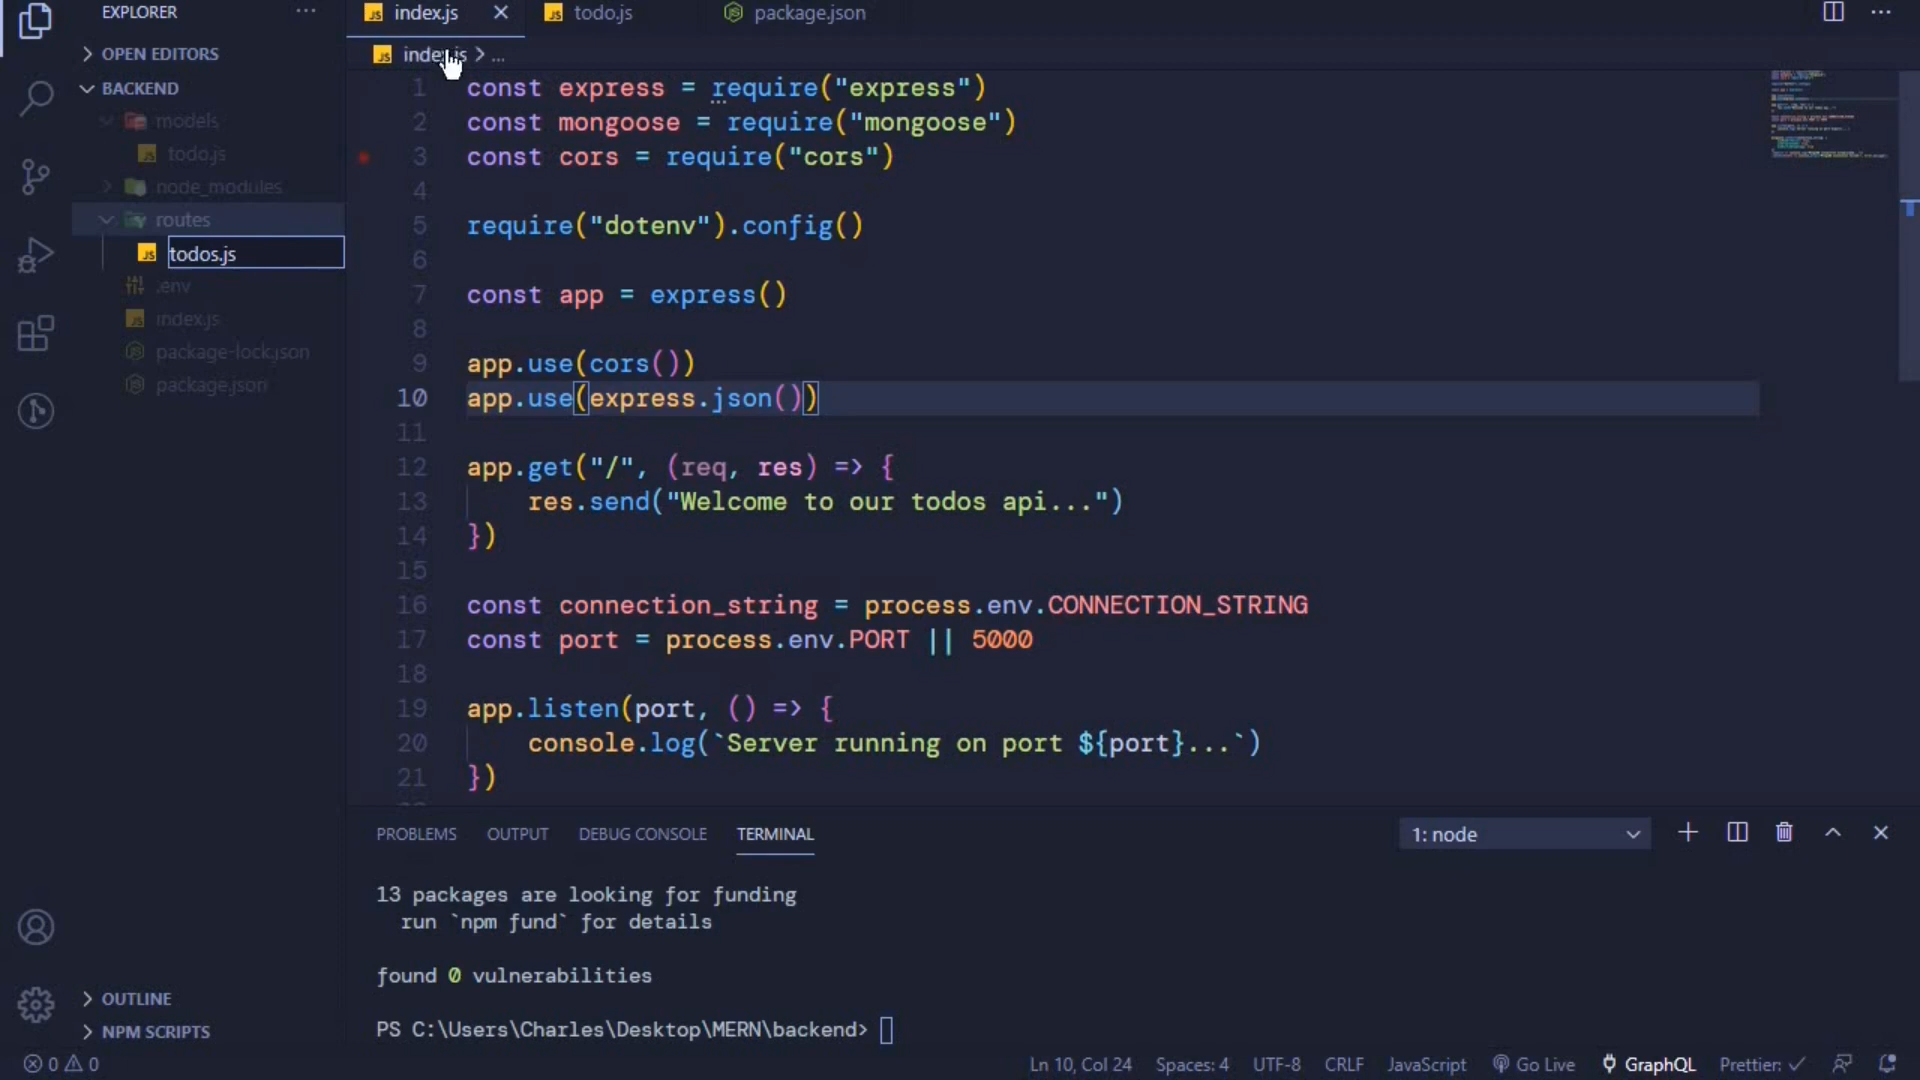 EXPLORER
OPEN EDITORS
BACKEND
models
todo.js
node_modules
routes
todos.js
.env
index.js
package-lock.json
package.json
OUTLINE
NPM SCRIPTS
index.js
todo.js
package.json
index.js > ...
1 const express = require("express")
2 const mongoose = require("mongoose")
3 const cors = require("cors")
4
5 require("dotenv").config()
6
7 const app = express()
8
9 app.use(cors())
10 app.use(express.json())
11
12 app.get("/", (req, res) => {
13 res.send("Welcome to our todos api...")
14 })
15
16 const connection_string = process.env.CONNECTION_STRING
17 const port = process.env.PORT || 5000
18
19 app.listen(port, () => {
20 console.log(`Server running on port ${port}...`)
21 })
PROBLEMS OUTPUT DEBUG CONSOLE TERMINAL
1: node
13 packages are looking for funding
run `npm fund` for details
found 0 vulnerabilities
PS C:\Users\Charles\Desktop\MERN\backend>
0 0
Ln 10, Col 24 Spaces: 4 UTF-8 CRLF JavaScript Go Live GraphQL Prettier: ✓